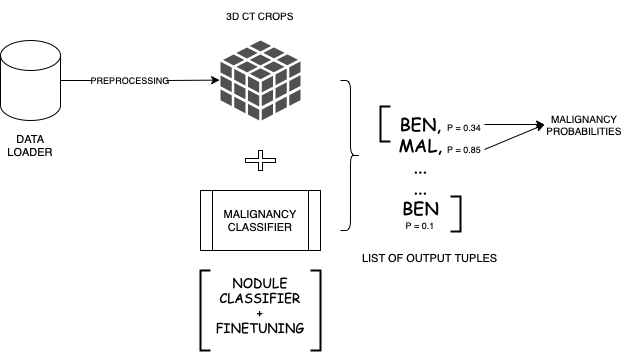 3D CT CROPS
PREPROCESSING
DATA
LOADER
BEN, P = 0.34
MAL, P = 0.85
...
...
BEN
P = 0.1
MALIGNANCY
PROBABILITIES
MALIGNANCY
CLASSIFIER
LIST OF OUTPUT TUPLES
NODULE
CLASSIFIER
+
FINETUNING